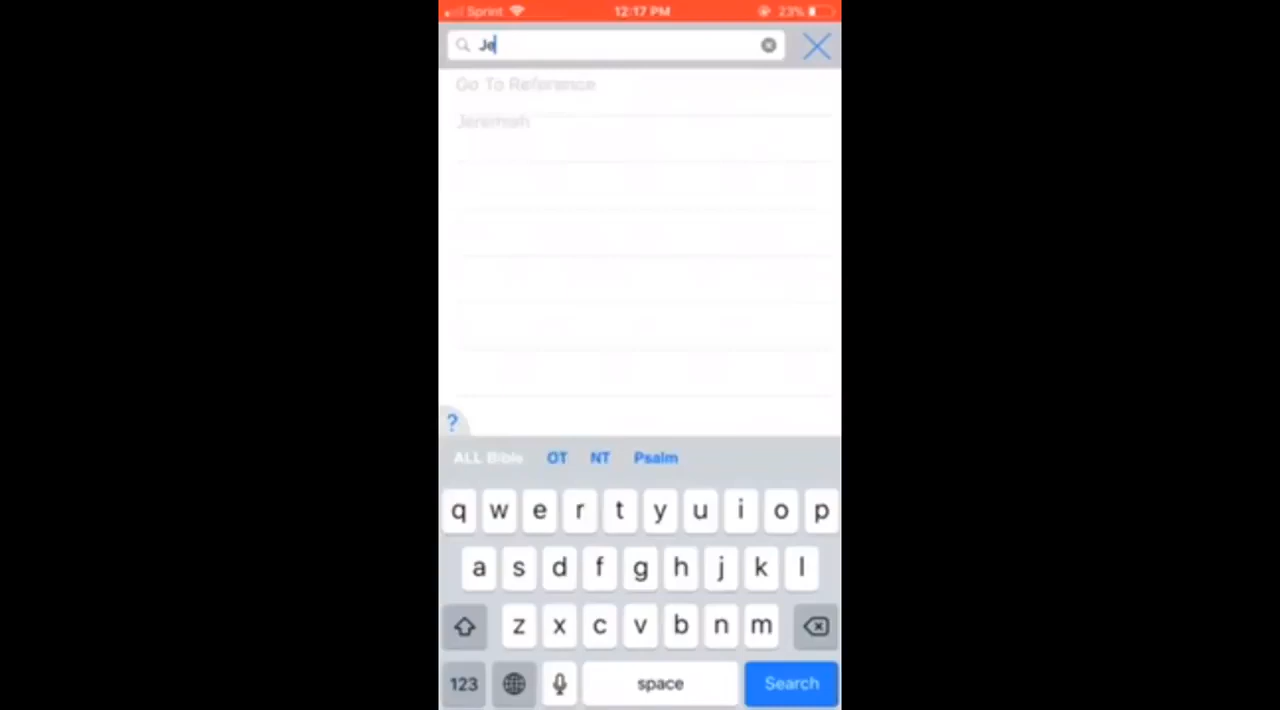 Sprint 12:17 PM 23%
Je
Go To Reference
Jeremiah
?
ALL Bible OT NT Psalm
q w e r t y u i o p
a s d f g h j k l
z x c v b n m
123 space Search